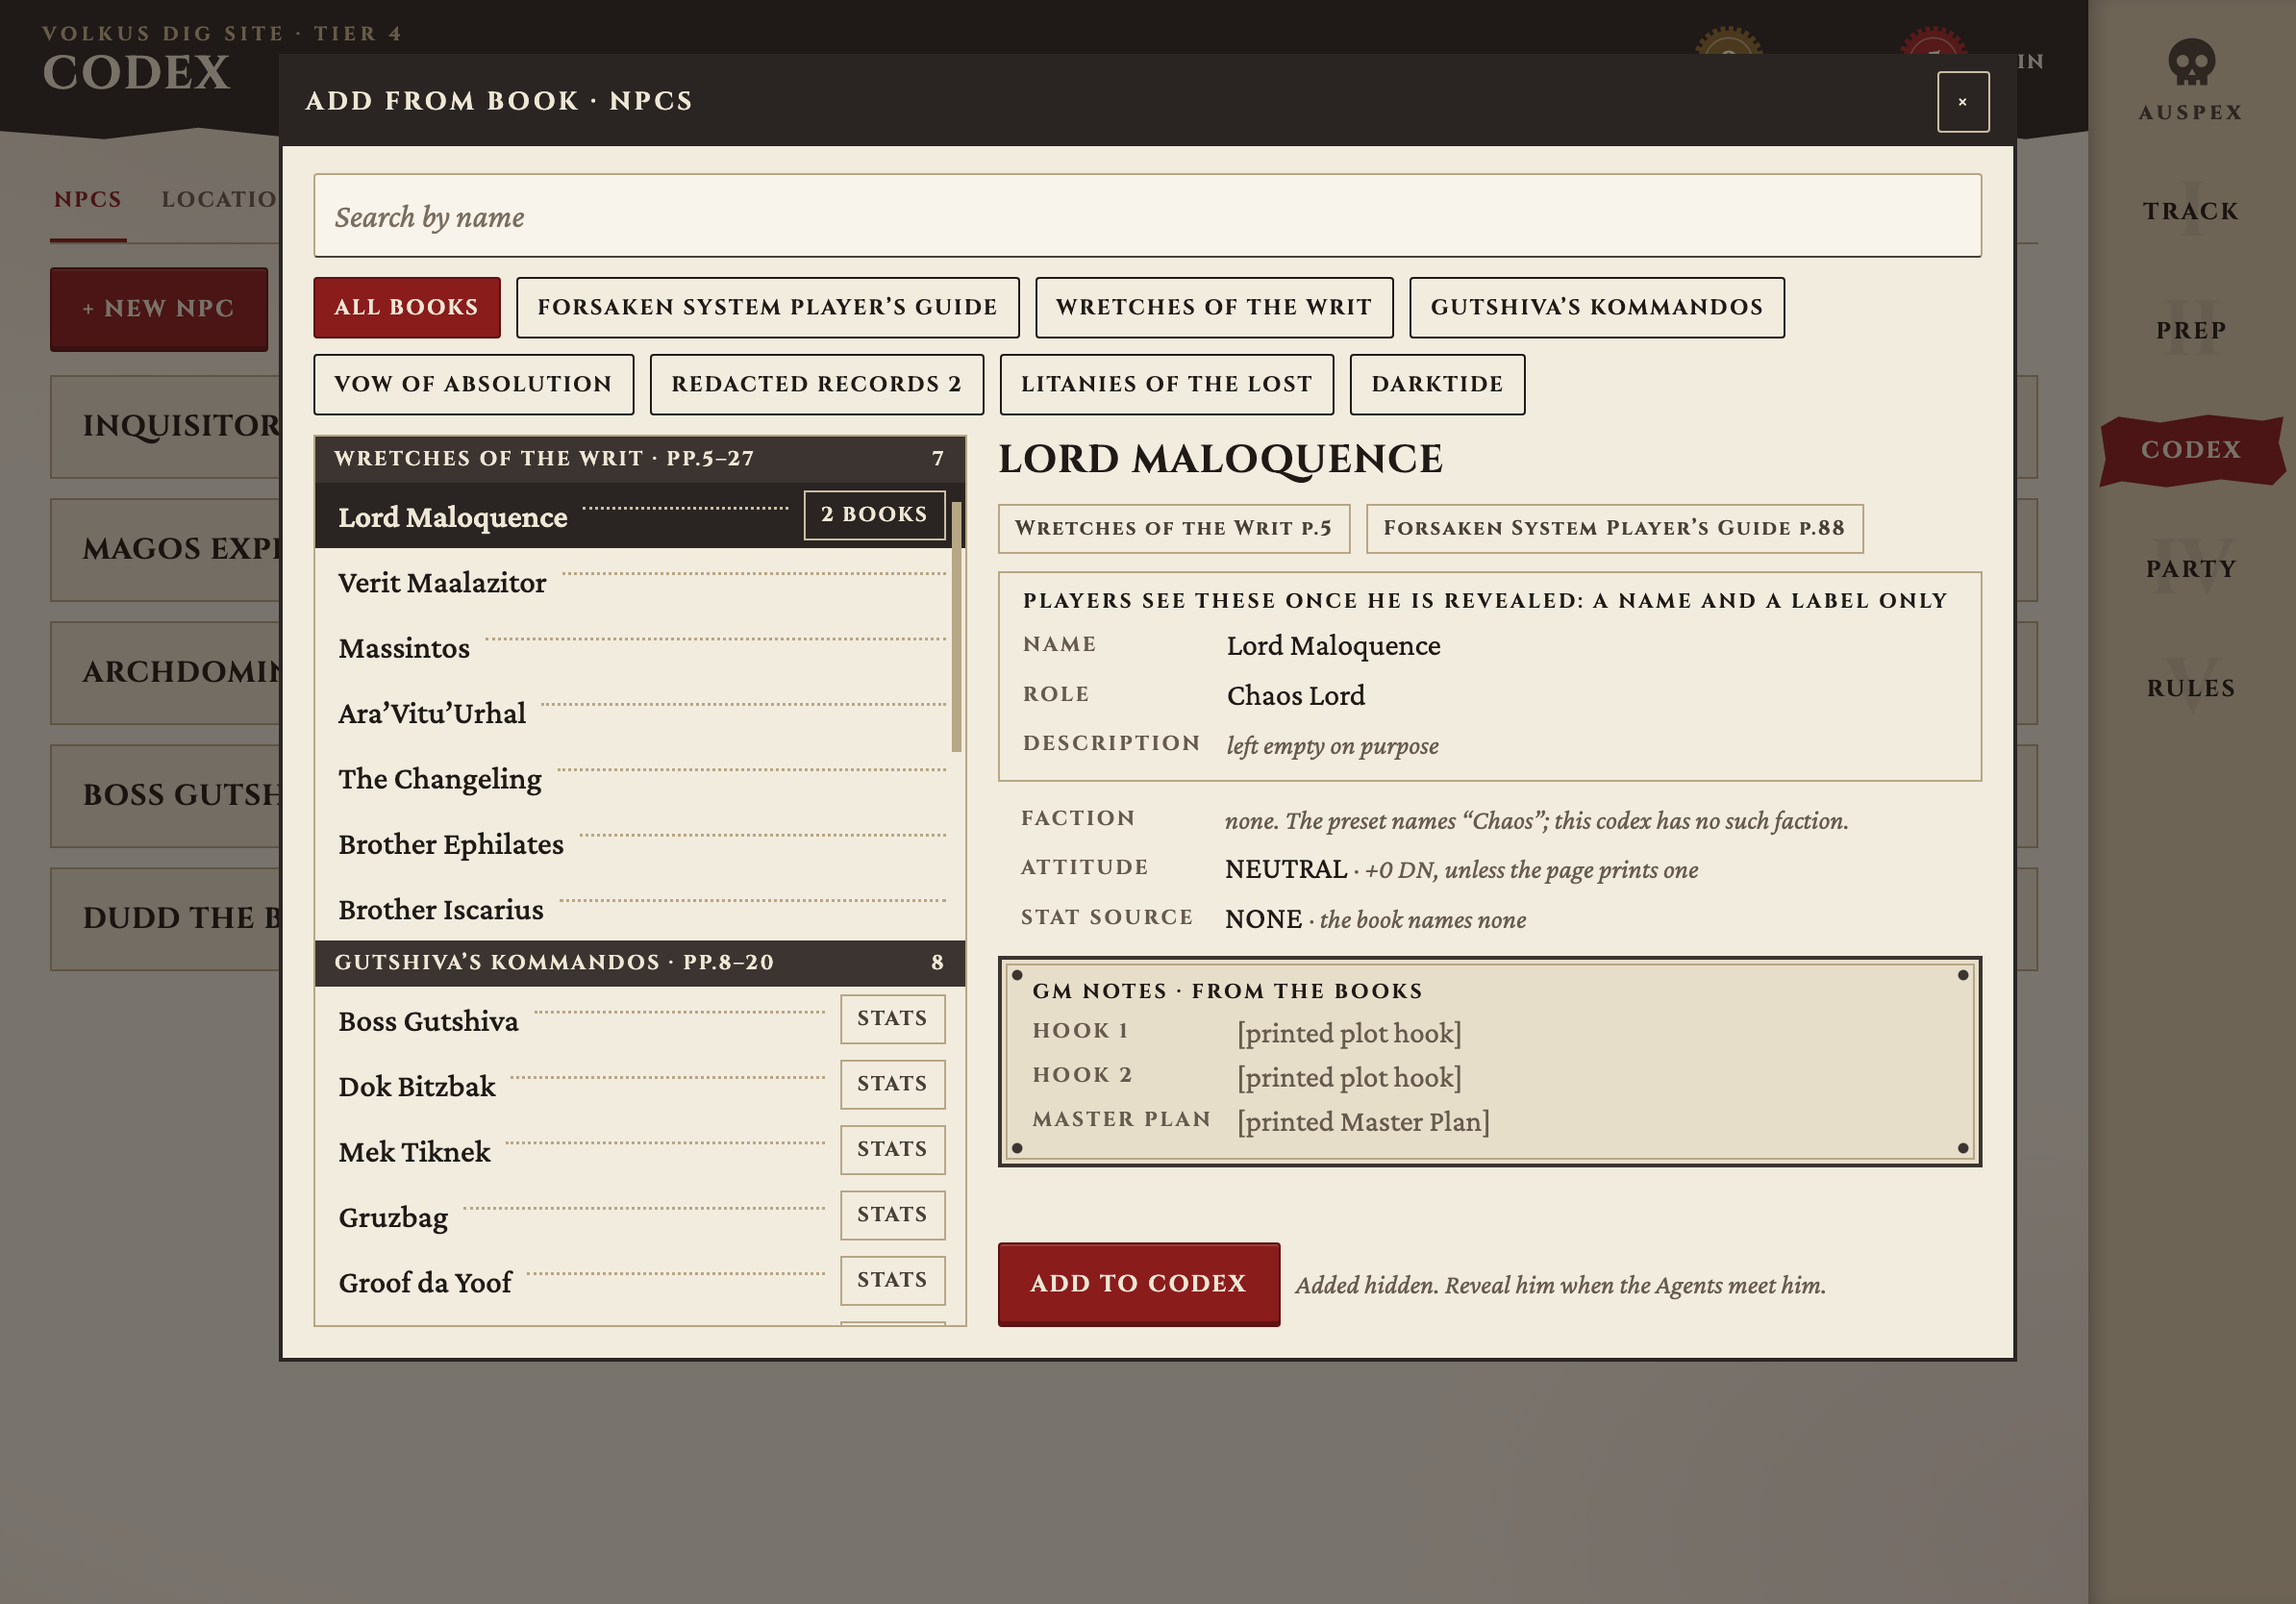 VOLKUS DIG SITE · TIER 4
CODEX
IN
AUSPEX
TRACK
PREP
CODEX
PARTY
RULES
NPCS
+ NEW NPC
INQUISITOR
BOSS
DUDD THE
ADD FROM BOOK · NPCS
×
Search by name
ALL BOOKS
FORSAKEN SYSTEM PLAYER’S GUIDE
WRETCHES OF THE WRIT
GUTSHIVA’S KOMMANDOS
VOW OF ABSOLUTION
REDACTED RECORDS 2
LITANIES OF THE LOST
DARKTIDE
WRETCHES OF THE WRIT · PP.5–27 7
Lord Maloquence 2 BOOKS
Verit Maalazitor
Massintos
Ara’Vitu’Urhal
The Changeling
Brother Ephilates
Brother Iscarius
GUTSHIVA’S KOMMANDOS · PP.8–20 8
Boss Gutshiva STATS
Dok Bitzbak STATS
Mek Tiknek STATS
Gruzbag STATS
Groof da Yoof STATS
LORD MALOQUENCE
Wretches of the Writ p.5
Forsaken System Player’s Guide p.88
PLAYERS SEE THESE ONCE HE IS REVEALED: A NAME AND A LABEL ONLY
NAME Lord Maloquence
ROLE Chaos Lord
DESCRIPTION left empty on purpose
FACTION none. The preset names “Chaos”; this codex has no such faction.
ATTITUDE NEUTRAL · +0 DN, unless the page prints one
STAT SOURCE NONE · the book names none
GM NOTES · FROM THE BOOKS
HOOK 1 [printed plot hook]
HOOK 2 [printed plot hook]
MASTER PLAN [printed Master Plan]
ADD TO CODEX
Added hidden. Reveal him when the Agents meet him.